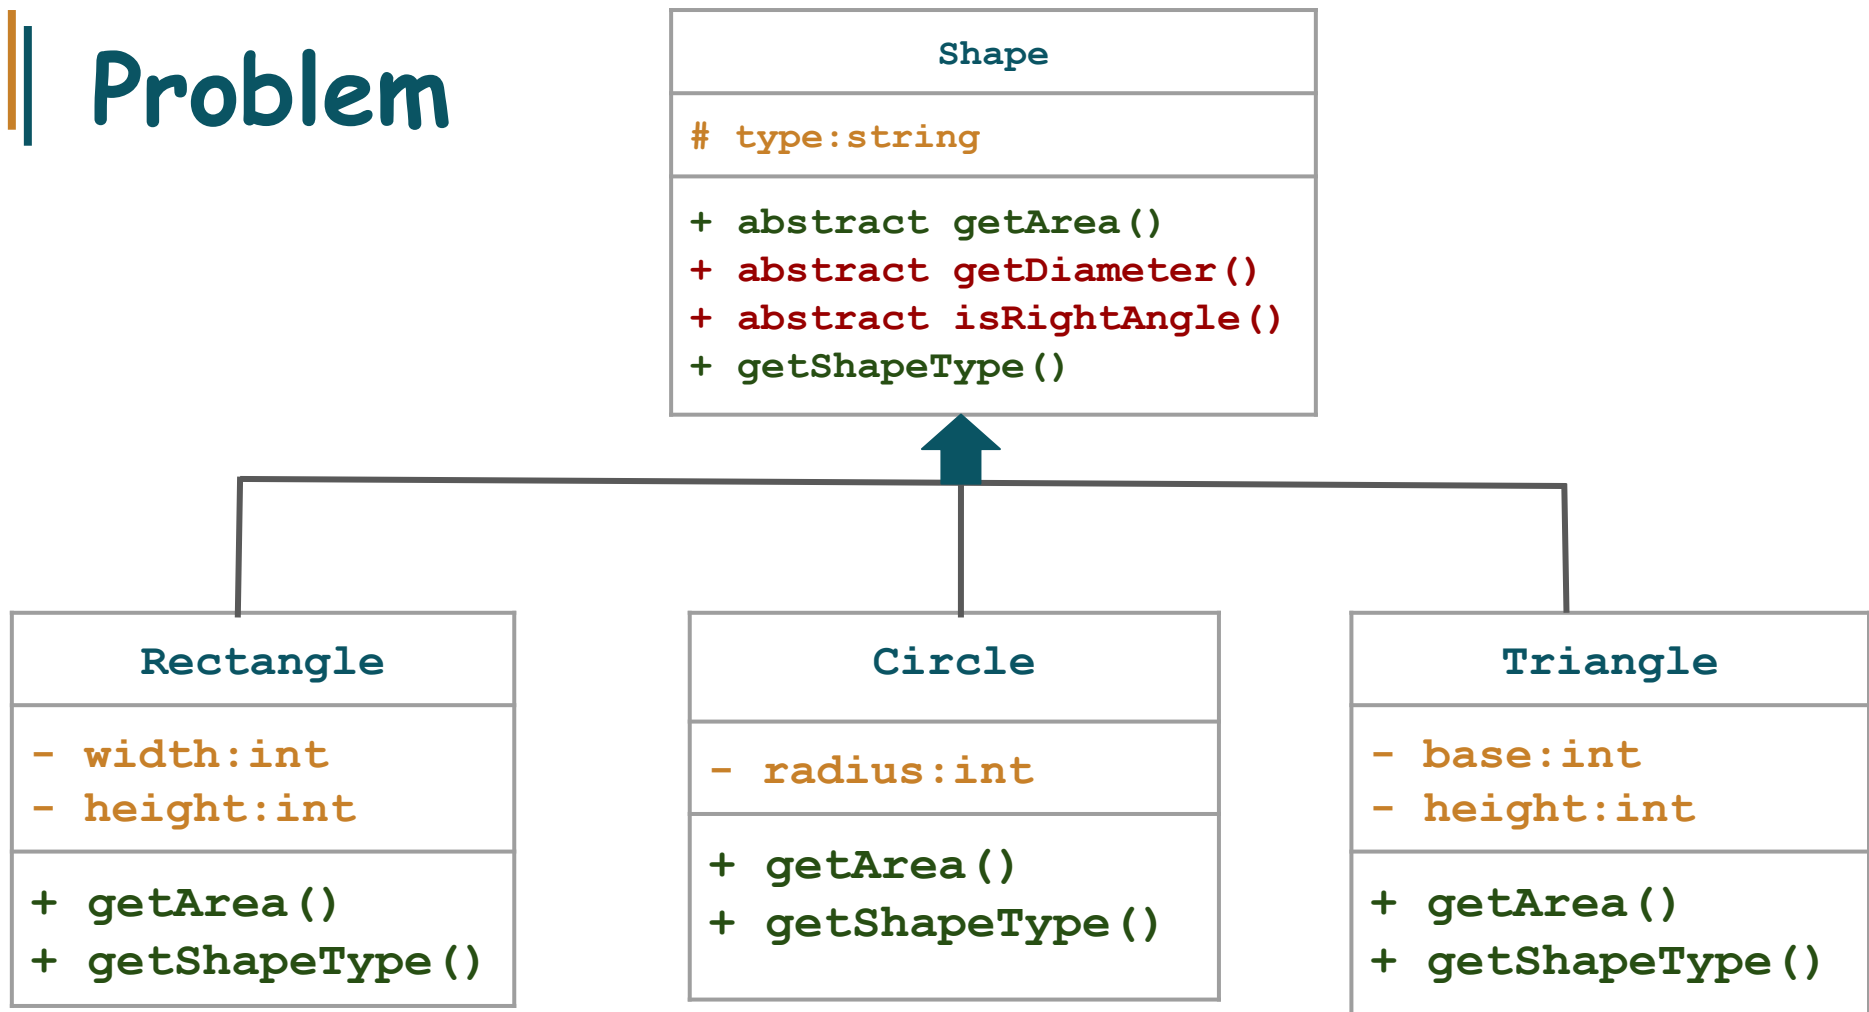 Problem
Shape
# type:string
+ abstract getArea()
+ abstract getDiameter()
+ abstract isRightAngle()
+ getShapeType()
Rectangle
- width:int
- height:int
+ getArea()
+ getShapeType()
Circle
- radius:int
+ getArea()
+ getShapeType()
Triangle
- base:int
- height:int
+ getArea()
+ getShapeType()